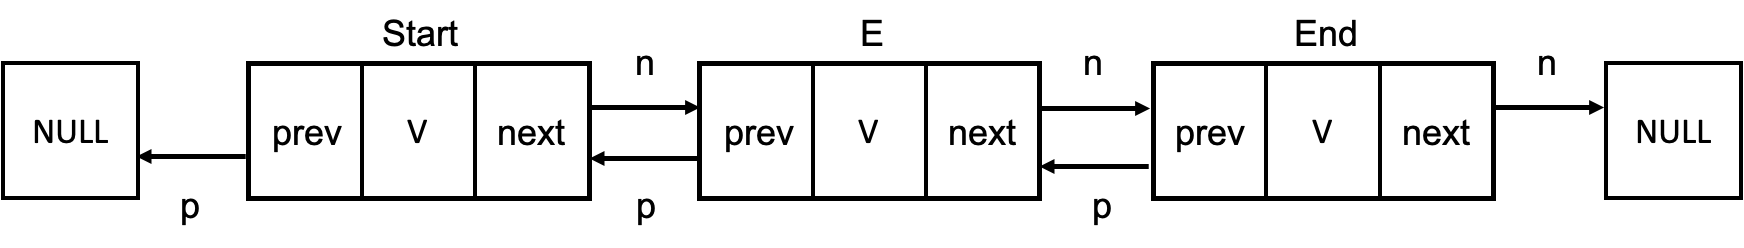 Start E End
n n n
NULL prev V next prev V next prev V next NULL
p p p